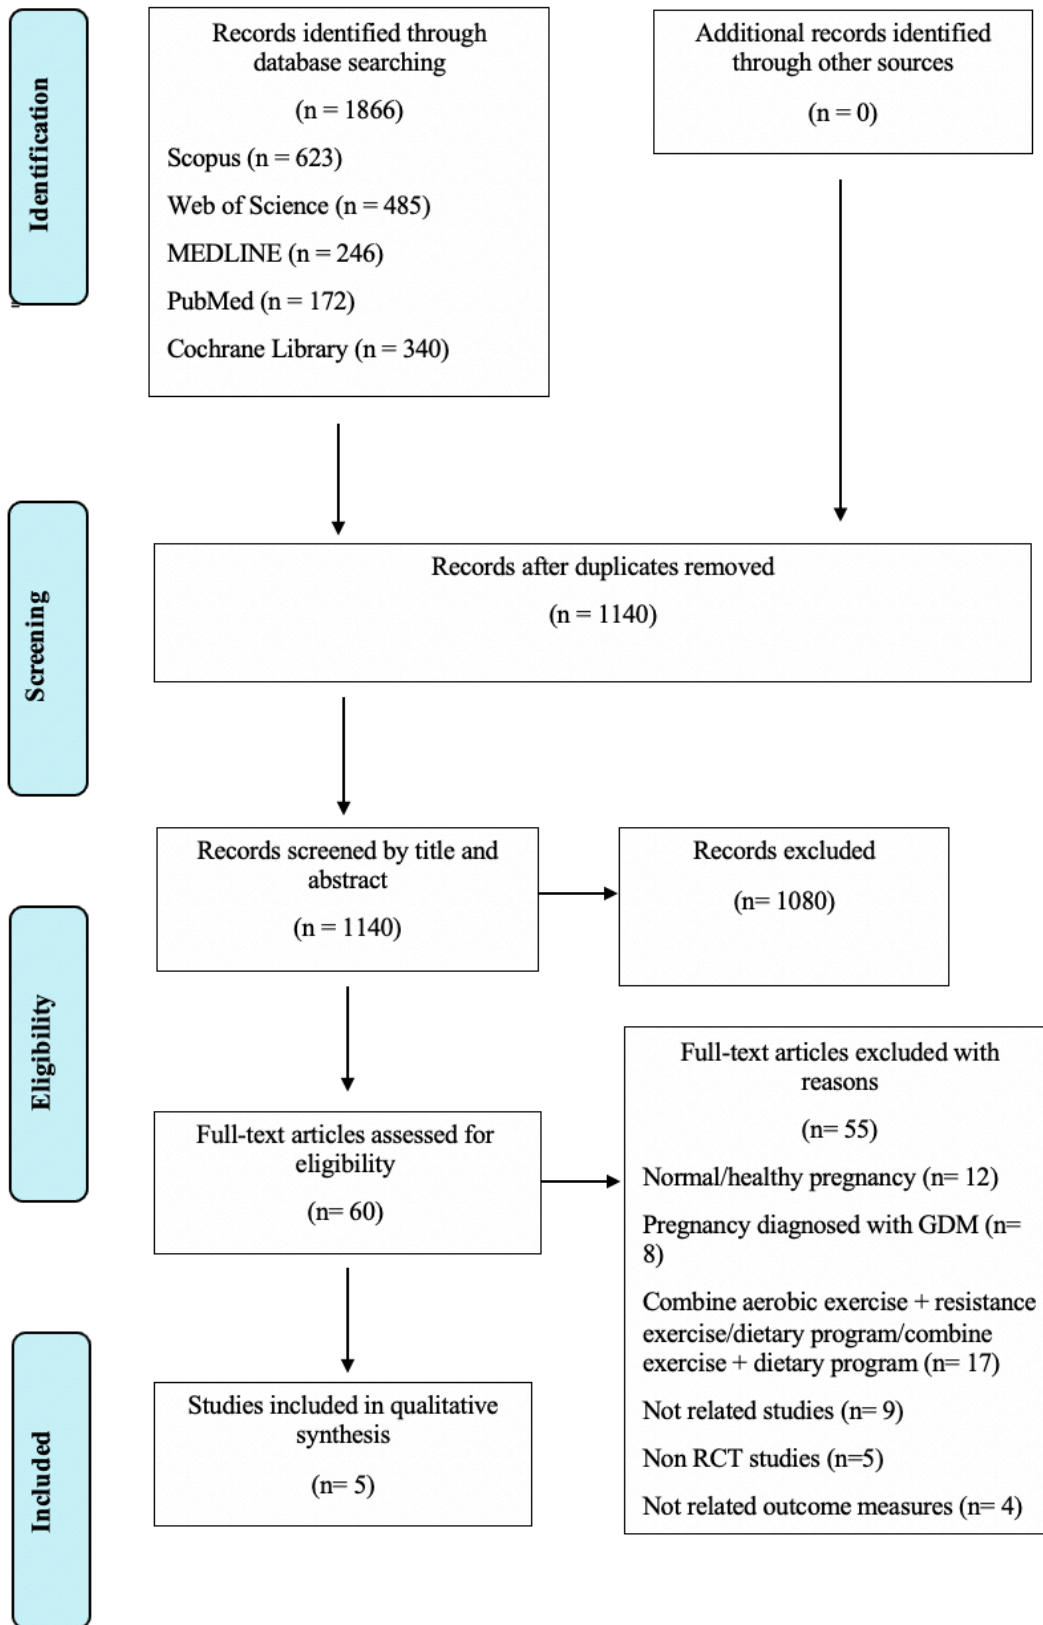 Identification
Records identified through
database searching
(n = 1866)
Scopus (n = 623)
Web of Science (n = 485)
MEDLINE (n = 246)
PubMed (n = 172)
Cochrane Library (n = 340)
Additional records identified
through other sources
(n = 0)
Screening
Records after duplicates removed
(n = 1140)
Records screened by title and
abstract
(n = 1140)
Records excluded
(n= 1080)
Eligibility
Full-text articles assessed for
eligibility
(n= 60)
Full-text articles excluded with
reasons
(n= 55)
Normal/healthy pregnancy (n= 12)
Pregnancy diagnosed with GDM (n=
8)
Combine aerobic exercise + resistance
exercise/dietary program/combine
exercise + dietary program (n= 17)
Not related studies (n= 9)
Non RCT studies (n=5)
Not related outcome measures (n= 4)
Included
Studies included in qualitative
synthesis
(n= 5)